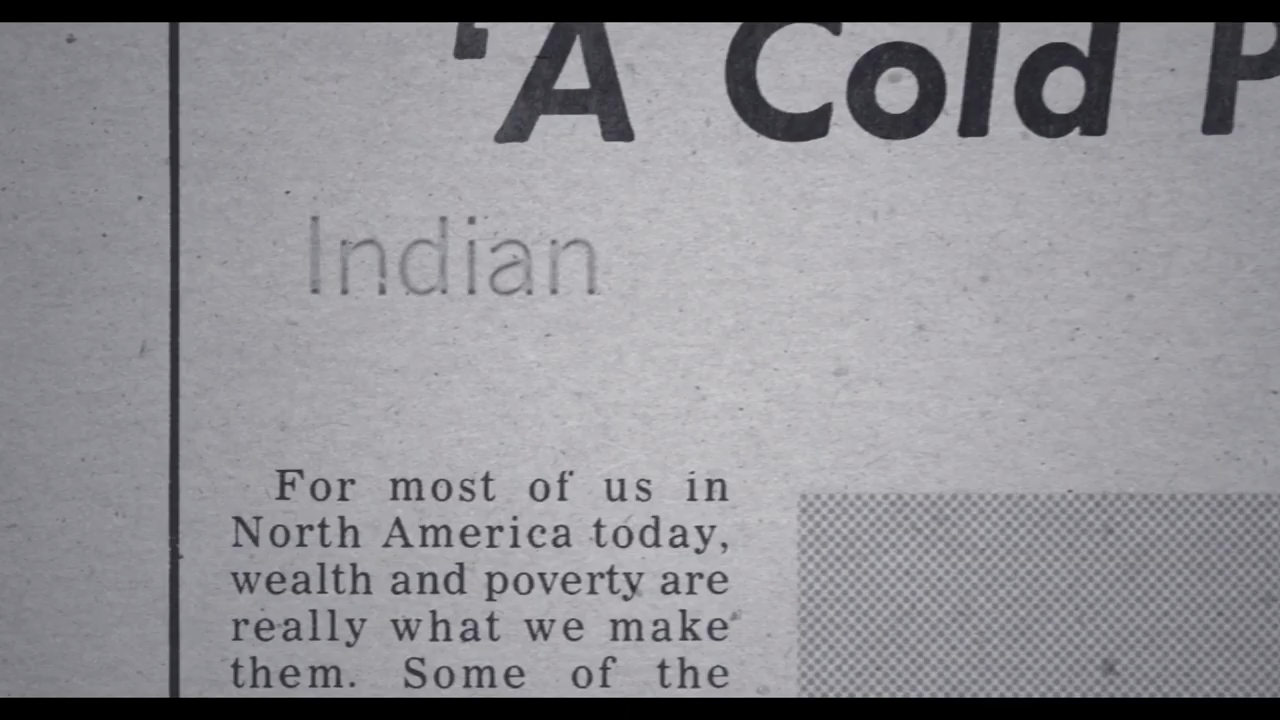 'A Cold P
Indian
For most of us in
North America today,
wealth and poverty are
really what we make
them. Some of the